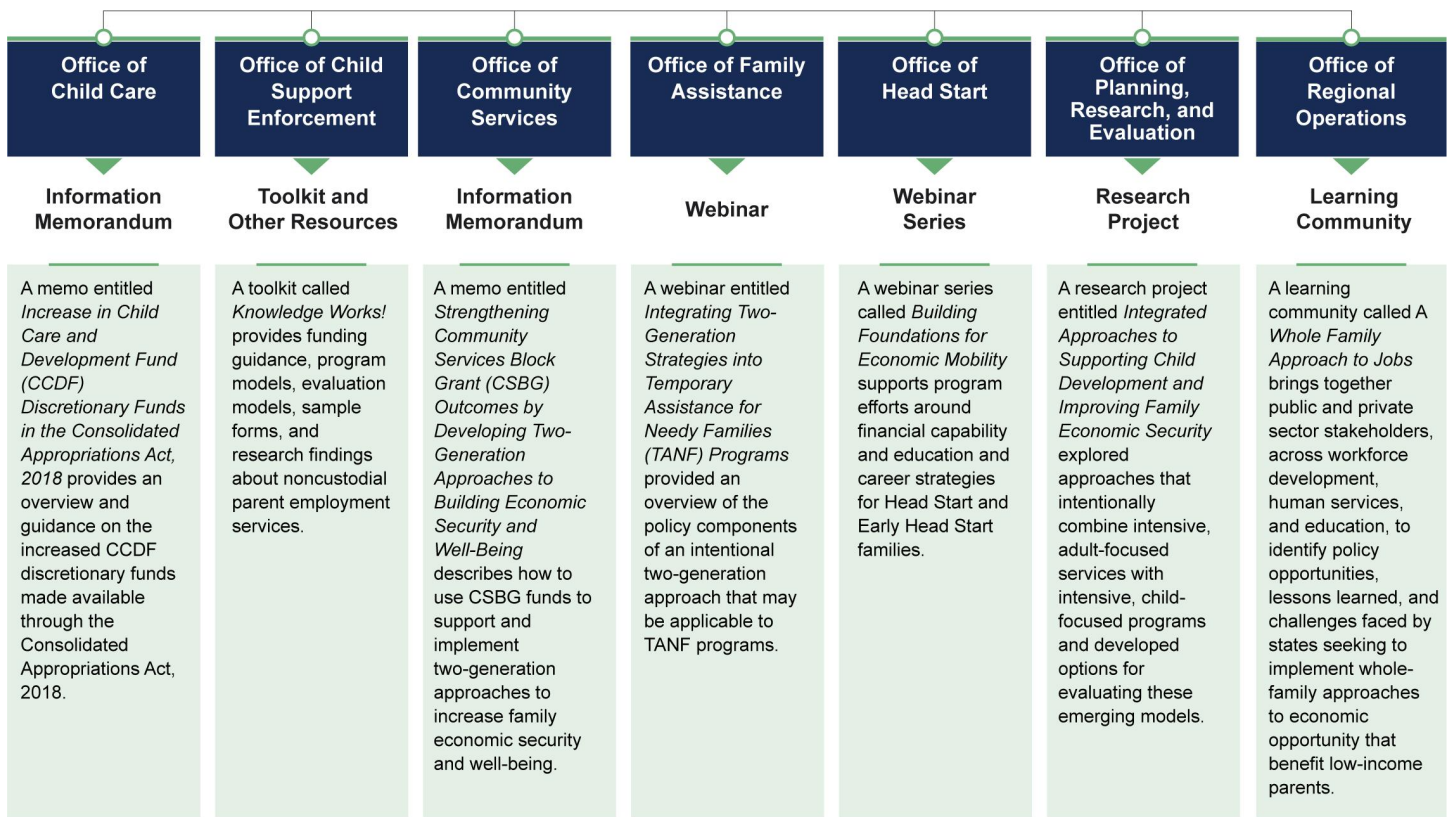 Office of
Child Care
Information
Memorandum
A memo entitled
Increase in Child
Care and
Development Fund
(CCDF)
Discretionary Funds
in the Consolidated
Appropriations Act,
2018 provides an
overview and
guidance on the
increased CCDF
discretionary funds
made available
through the
Consolidated
Appropriations Act,
2018.
Office of Child
Support
Enforcement
Toolkit and
Other Resources
A toolkit called
Knowledge Works!
provides funding
guidance, program
models, evaluation
models, sample
forms, and
research findings
about noncustodial
parent employment
services.
Office of
Community
Services
Information
Memorandum
A memo entitled
Strengthening
Community
Services Block
Grant (CSBG)
Outcomes by
Developing Two-
Generation
Approaches to
Building Economic
Security and
Well-Being
describes how to
use CSBG funds to
support and
implement
two-generation
approaches to
increase family
economic security
and well-being.
Office of Family
Assistance
Webinar
A webinar entitled
Integrating Two-
Generation
Strategies into
Temporary
Assistance for
Needy Families
(TANF) Programs
provided an
overview of the
policy components
of an intentional
two-generation
approach that may
be applicable to
TANF programs.
Office of
Head Start
Webinar
Series
A webinar series
called Building
Foundations for
Economic Mobility
supports program
efforts around
financial capability
and education and
career strategies
for Head Start and
Early Head Start
families.
Office of
Planning,
Research, and
Evaluation
Research
Project
A research project
entitled Integrated
Approaches to
Supporting Child
Development and
Improving Family
Economic Security
explored
approaches that
intentionally
combine intensive,
adult-focused
services with
intensive, child-
focused programs
and developed
options for
evaluating these
emerging models.
Office of
Regional
Operations
Learning
Community
A learning
community called A
Whole Family
Approach to Jobs
brings together
public and private
sector stakeholders,
across workforce
development,
human services,
and education, to
identify policy
opportunities,
lessons learned, and
challenges faced by
states seeking to
implement whole-
family approaches
to economic
opportunity that
benefit low-income
parents.